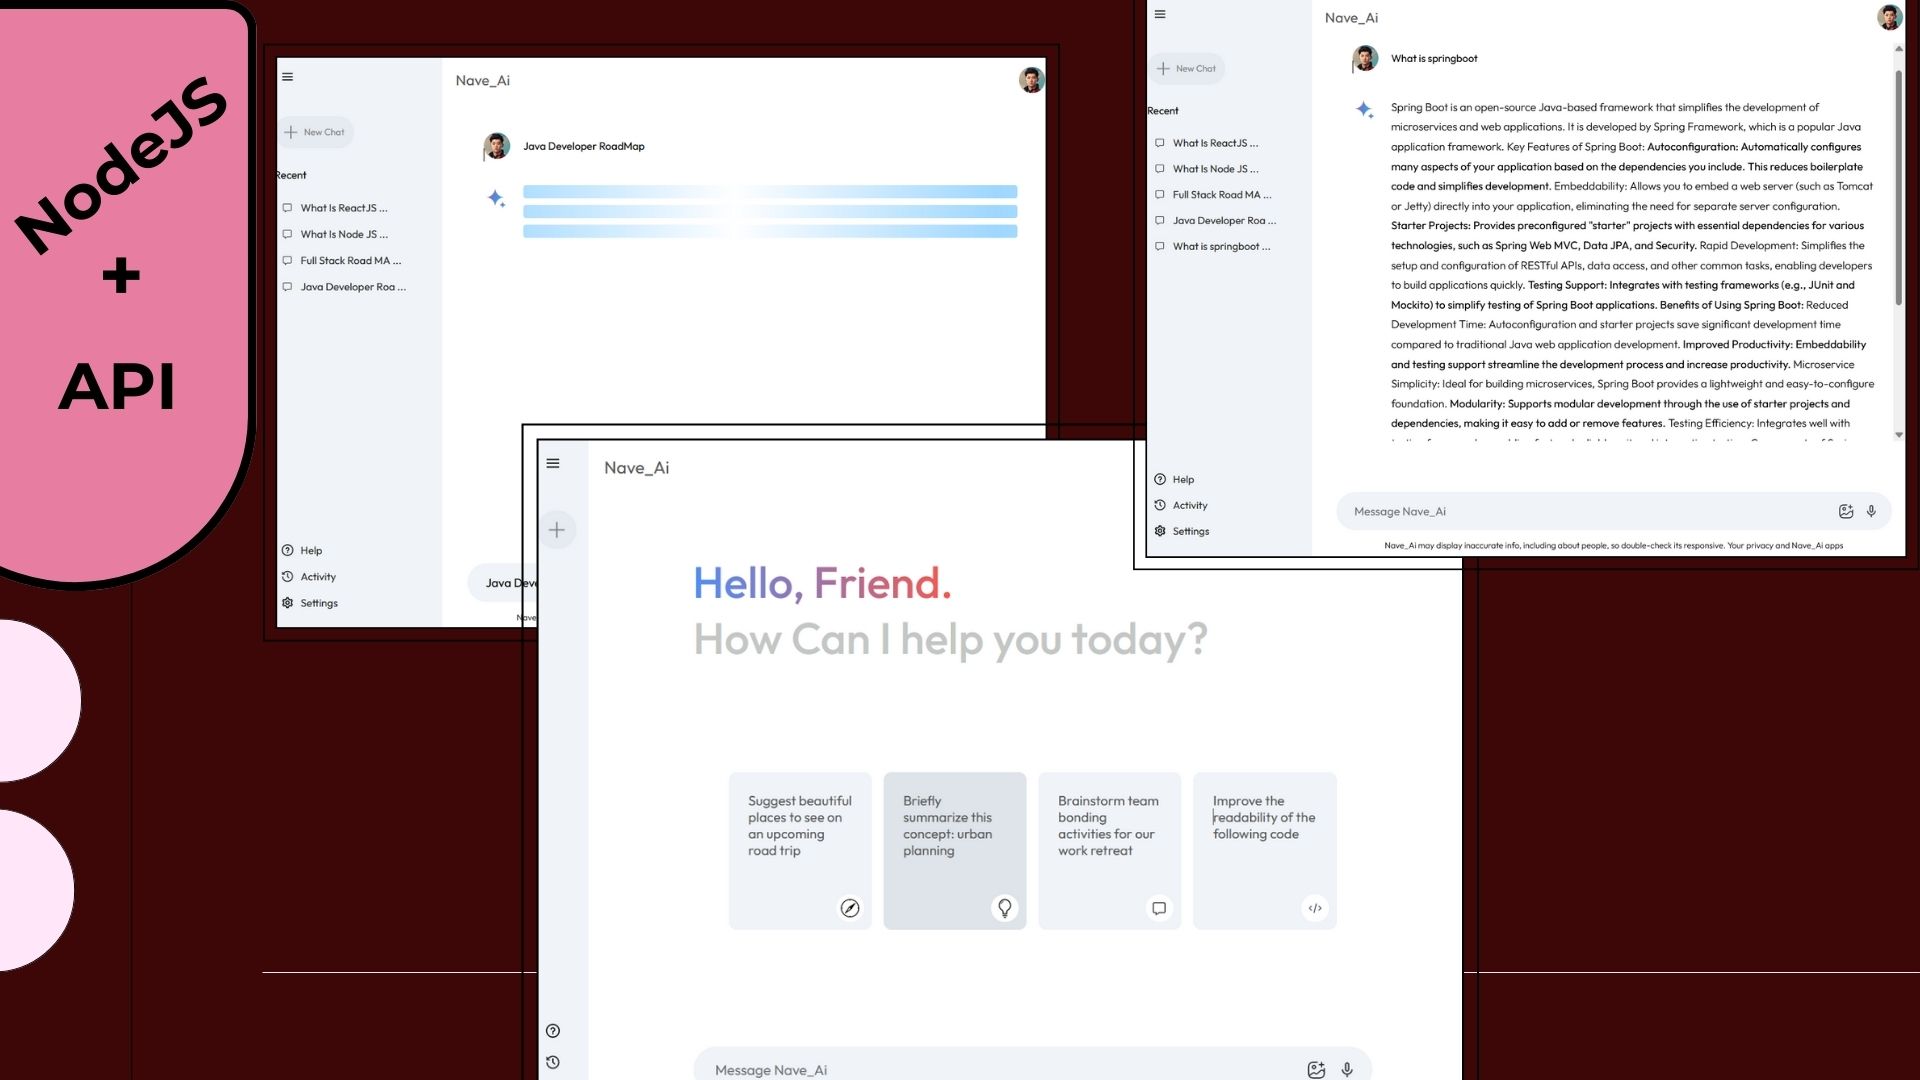 NodeJS
+
API
Nave_Ai
New Chat
Recent
What Is ReactJS ...
What Is Node JS ...
Full Stack Road MA ...
Java Developer Roa ...
Help
Activity
Settings
Java Developer RoadMap
Java Deve
Nave
Nave_Ai
New Chat
Recent
What Is ReactJS ...
What Is Node JS ...
Full Stack Road MA ...
Java Developer Roa ...
What is springboot ...
Help
Activity
Settings
What is springboot
Spring Boot is an open-source Java-based framework that simplifies the development of
microservices and web applications. It is developed by Spring Framework, which is a popular Java
application framework. Key Features of Spring Boot: Autoconfiguration: Automatically configures
many aspects of your application based on the dependencies you include. This reduces boilerplate
code and simplifies development. Embeddability: Allows you to embed a web server (such as Tomcat
or Jetty) directly into your application, eliminating the need for separate server configuration.
Starter Projects: Provides preconfigured "starter" projects with essential dependencies for various
technologies, such as Spring Web MVC, Data JPA, and Security. Rapid Development: Simplifies the
setup and configuration of RESTful APIs, data access, and other common tasks, enabling developers
to build applications quickly. Testing Support: Integrates with testing frameworks (e.g., JUnit and
Mockito) to simplify testing of Spring Boot applications. Benefits of Using Spring Boot: Reduced
Development Time: Autoconfiguration and starter projects save significant development time
compared to traditional Java web application development. Improved Productivity: Embeddability
and testing support streamline the development process and increase productivity. Microservice
Simplicity: Ideal for building microservices, Spring Boot provides a lightweight and easy-to-configure
foundation. Modularity: Supports modular development through the use of starter projects and
dependencies, making it easy to add or remove features. Testing Efficiency: Integrates well with
Message Nave_Ai
Nave_Ai may display inaccurate info, including about people, so double-check its responsive. Your privacy and Nave_Ai apps
Nave_Ai
Hello, Friend.
How Can I help you today?
Suggest beautiful
places to see on
an upcoming
road trip
Briefly
summarize this
concept: urban
planning
Brainstorm team
bonding
activities for our
work retreat
Improve the
readability of the
following code
Message Nave_Ai